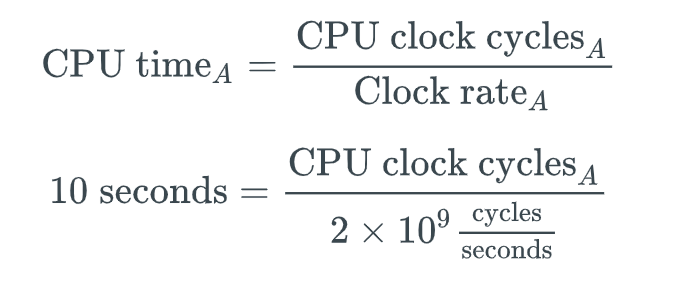 CPU time_A = CPU clock cycles_A / Clock rate_A
10 seconds = CPU clock cycles_A / 2 × 10^9 cycles/seconds